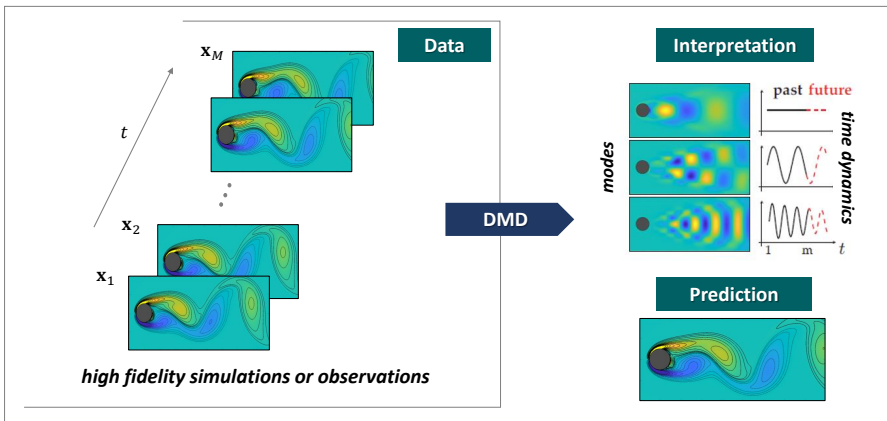 Data
𝐱_M
t
𝐱_2
𝐱_1
high fidelity simulations or observations
DMD
Interpretation
past future
modes
time dynamics
1 m t
Prediction